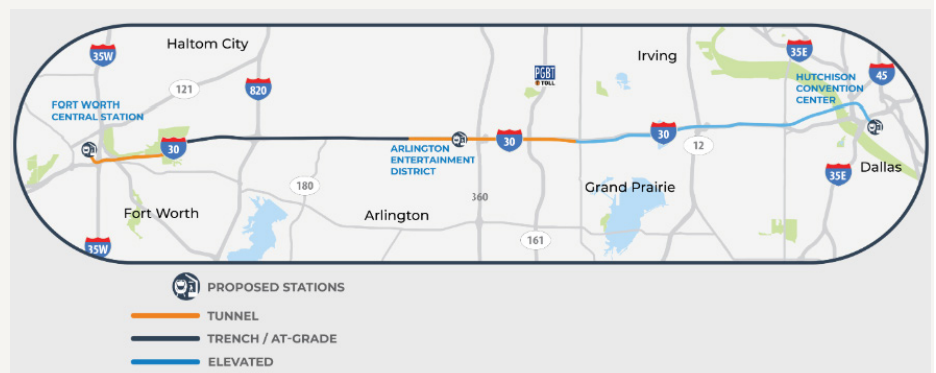 35W
Haltom City
Irving
35E
PGBT
TOLL
HUTCHISON
CONVENTION
CENTER
45
121
820
FORT WORTH
CENTRAL STATION
30
ARLINGTON
ENTERTAINMENT
DISTRICT
30
30
12
Dallas
35E
180
Grand Prairie
360
Fort Worth
Arlington
161
35W
PROPOSED STATIONS
TUNNEL
TRENCH / AT-GRADE
ELEVATED